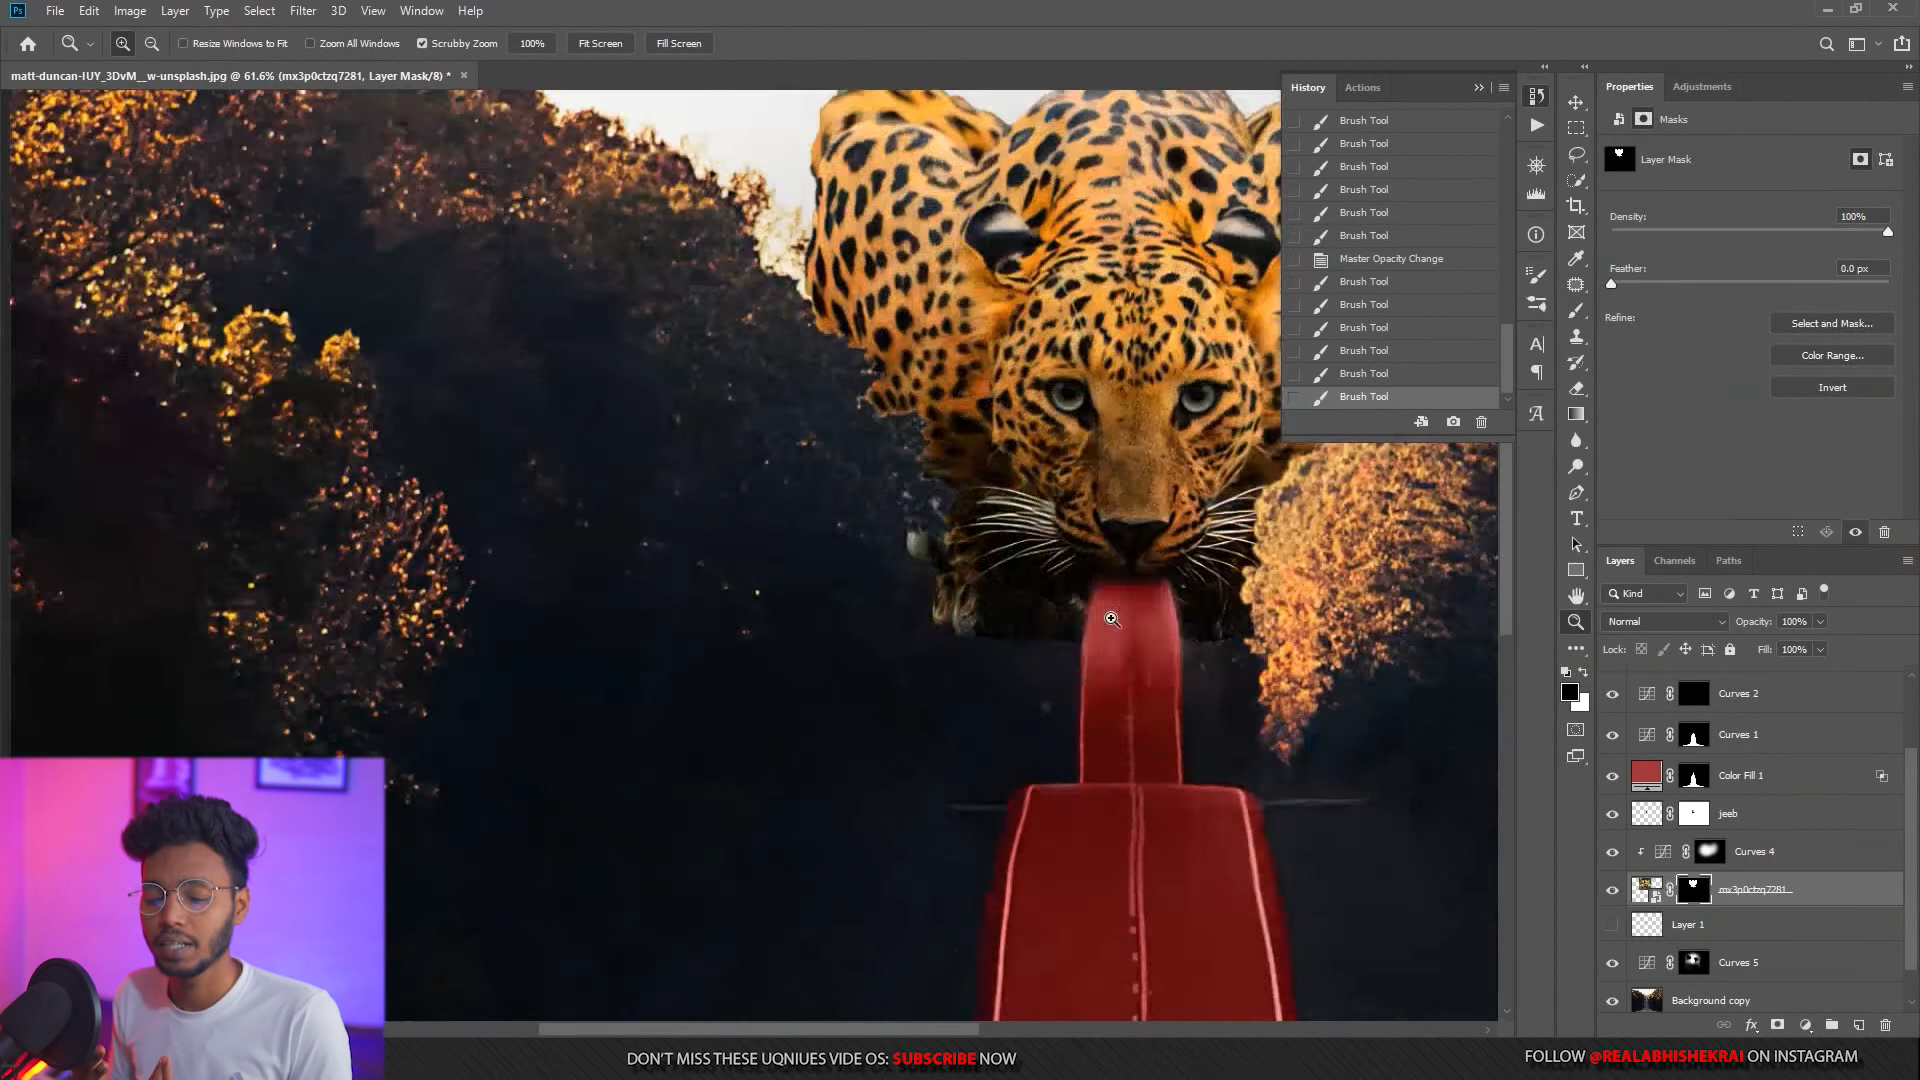 Ps File Edit Image Layer Type Select Filter 3D View Window Help
Resize Windows to Fit Zoom All Windows Scrubby Zoom 100% Fit Screen Fill Screen
matt-duncan-IUY_3DvM__w-unsplash.jpg @ 61.6% (mx3p0ctzq7281, Layer Mask/8) *
History Actions
Brush Tool
Brush Tool
Brush Tool
Brush Tool
Brush Tool
Brush Tool
Master Opacity Change
Brush Tool
Brush Tool
Brush Tool
Brush Tool
Brush Tool
Brush Tool
Properties Adjustments
Masks
Layer Mask
Density: 100%
Feather: 0.0 px
Refine: Select and Mask...
Color Range...
Invert
Layers Channels Paths
Kind
Normal Opacity: 100%
Lock: Fill: 100%
Curves 2
Curves 1
Color Fill 1
jeeb
Curves 4
mx3p0ctzq7281
Layer 1
Curves 5
Background copy
DON'T MISS THESE UQNIUES VIDE OS: SUBSCRIBE NOW
FOLLOW @REALABHISHEKRAI ON INSTAGRAM